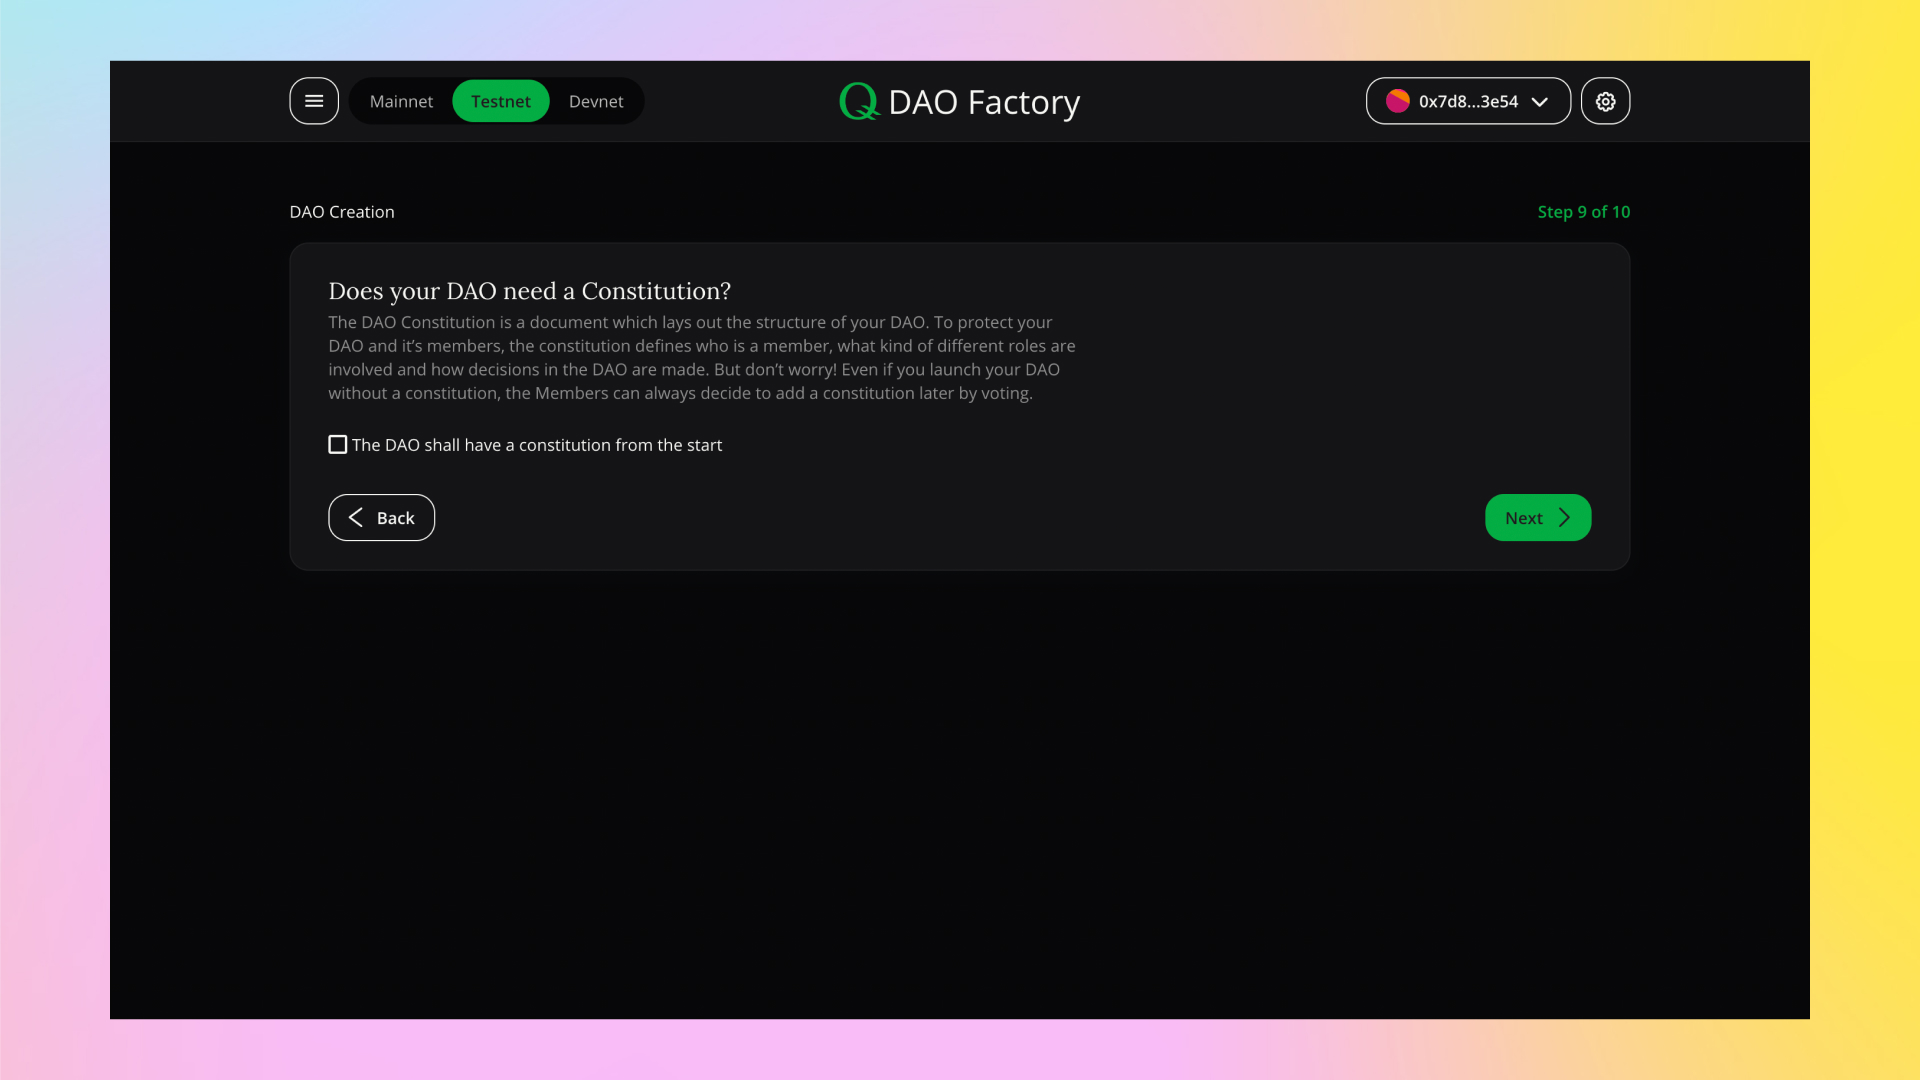 Mainnet Testnet Devnet
Q DAO Factory
0x7d8...3e54
DAO Creation
Step 9 of 10
Does your DAO need a Constitution?
The DAO Constitution is a document which lays out the structure of your DAO. To protect your
DAO and it’s members, the constitution defines who is a member, what kind of different roles are
involved and how decisions in the DAO are made. But don’t worry! Even if you launch your DAO
without a constitution, the Members can always decide to add a constitution later by voting.
The DAO shall have a constitution from the start
Back
Next